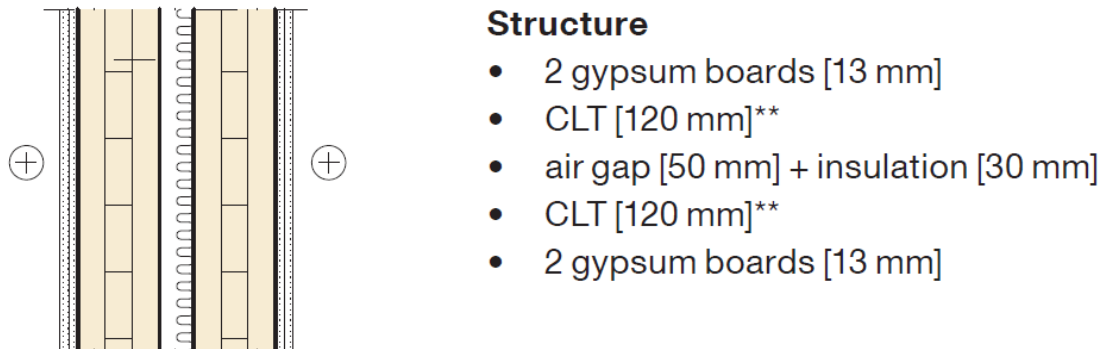 Structure
• 2 gypsum boards [13 mm]
• CLT [120 mm]**
• air gap [50 mm] + insulation [30 mm]
• CLT [120 mm]**
• 2 gypsum boards [13 mm]